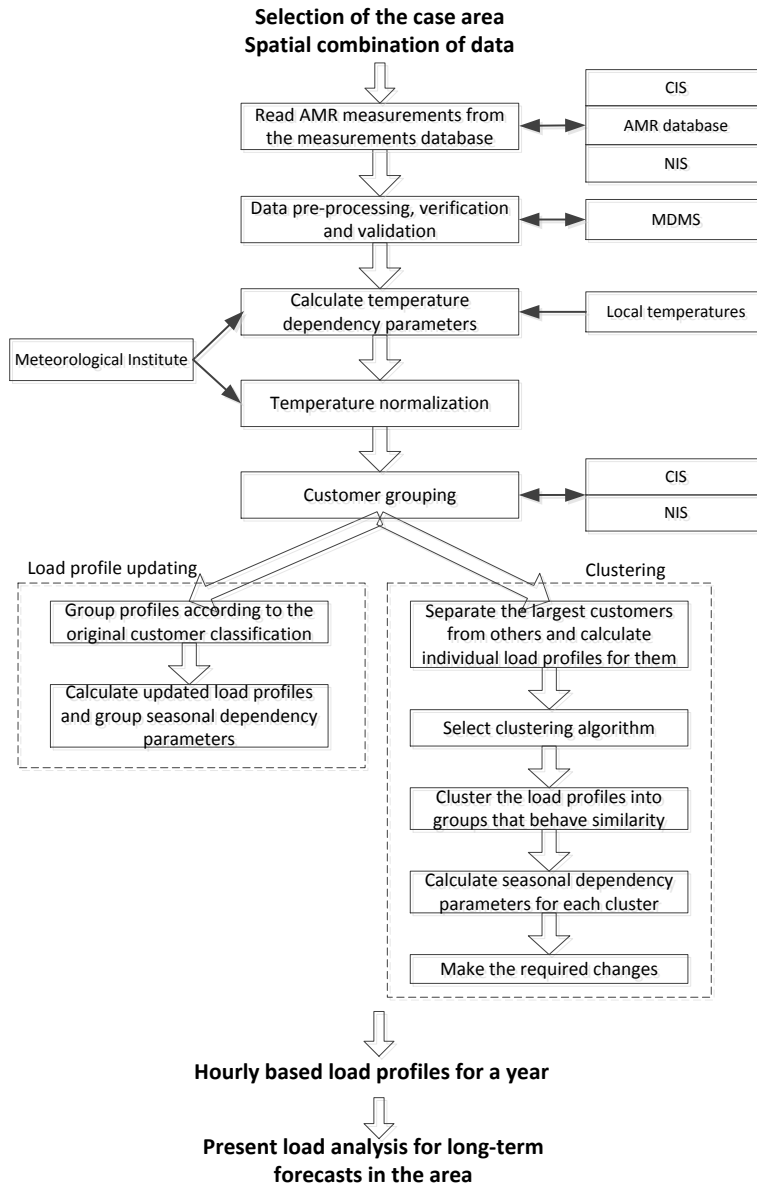 Selection of the case area
Spatial combination of data
Read AMR measurements from
the measurements database
CIS
AMR database
NIS
Data pre-processing, verification
and validation
MDMS
Calculate temperature
dependency parameters
Local temperatures
Meteorological Institute
Temperature normalization
Customer grouping
CIS
NIS
Load profile updating
Group profiles according to the
original customer classification
Calculate updated load profiles
and group seasonal dependency
parameters
Clustering
Separate the largest customers
from others and calculate
individual load profiles for them
Select clustering algorithm
Cluster the load profiles into
groups that behave similarity
Calculate seasonal dependency
parameters for each cluster
Make the required changes
Hourly based load profiles for a year
Present load analysis for long-term
forecasts in the area